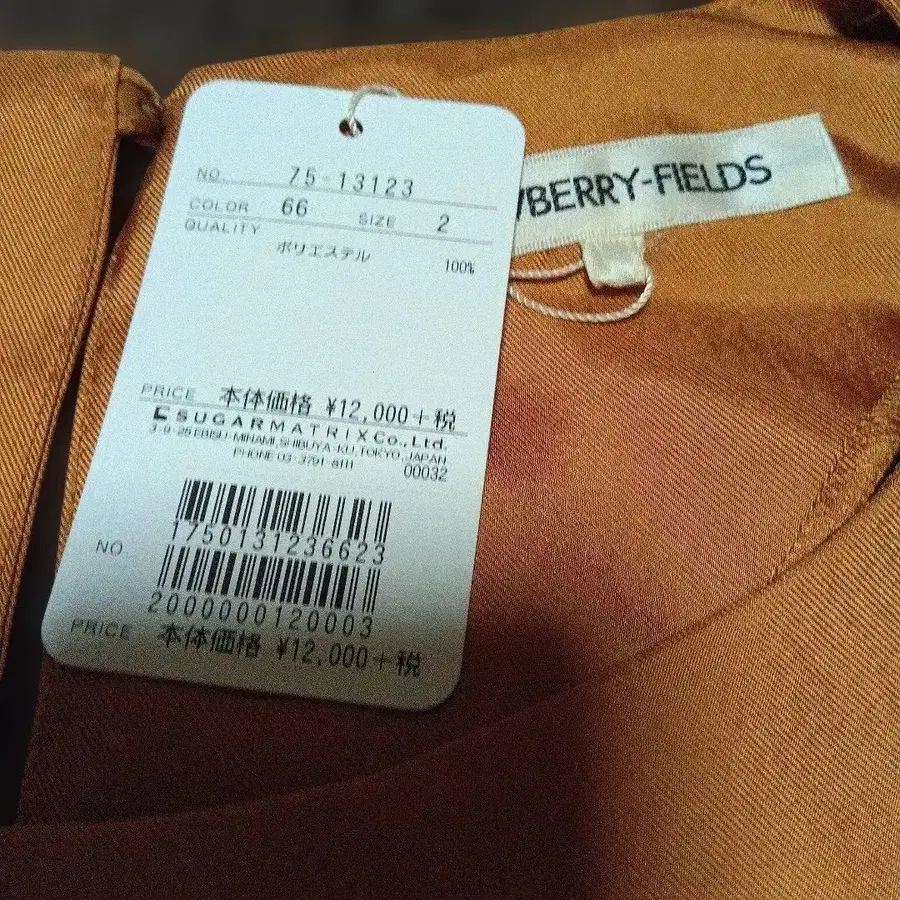 NO. 75-13123
COLOR 66 SIZE 2
QUALITY
ポリエステル 100%
PRICE 本体価格 ¥12,000+税
SUGARMATRIX Co., Ltd.
3-9-25 EBISU-MINAMI, SHIBUYA-KU, TOKYO, JAPAN
PHONE 03-3791-8111
00032
1750131236623
NO.
2000000120003
PRICE 本体価格 ¥12,000+税
BERRY-FIELDS